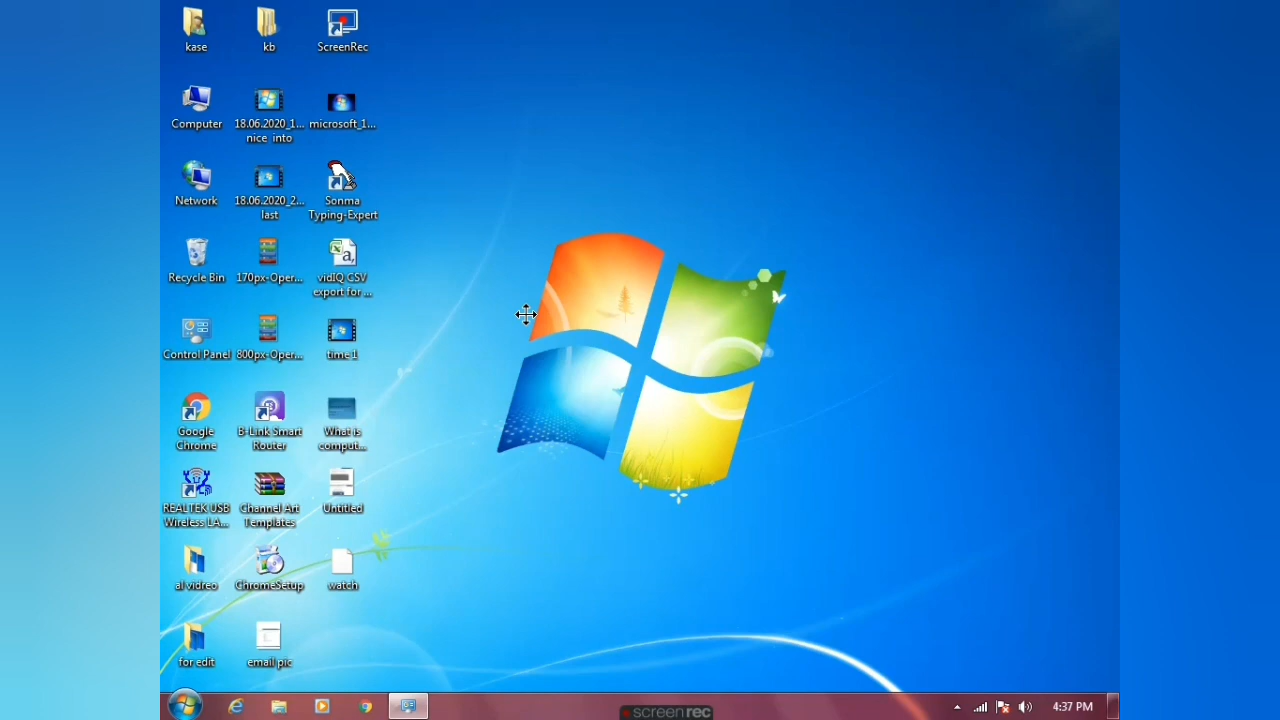 kase
kb
ScreenRec
Computer
18.06.2020_1...
nice into
microsoft_1...
Network
18.06.2020_2...
last
Sonma
Typing-Expert
Recycle Bin
170px-Oper...
vidIQ CSV
export for ...
Control Panel
800px-Oper...
time 1
Google
Chrome
B-Link Smart
Router
What is
comput...
REALTEK USB
Wireless LA...
Channel Art
Templates
Untitled
al vidreo
ChromeSetup
watch
for edit
email pic
4:37 PM
screenrec